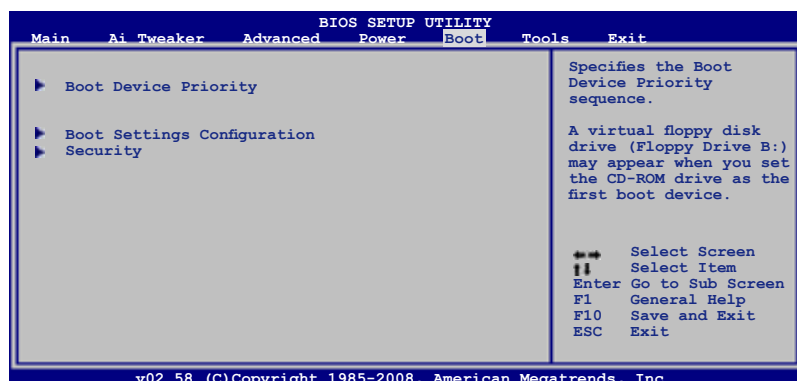 BIOS SETUP UTILITY
Main Ai Tweaker Advanced Power Boot Tools Exit
Boot Device Priority
Boot Settings Configuration
Security
Specifies the Boot
Device Priority
sequence.
A virtual floppy disk
drive (Floppy Drive B:)
may appear when you set
the CD-ROM drive as the
first boot device.
Select Screen
Select Item
Enter Go to Sub Screen
F1 General Help
F10 Save and Exit
ESC Exit
v02.58 (C)Copyright 1985-2008, American Megatrends, Inc.